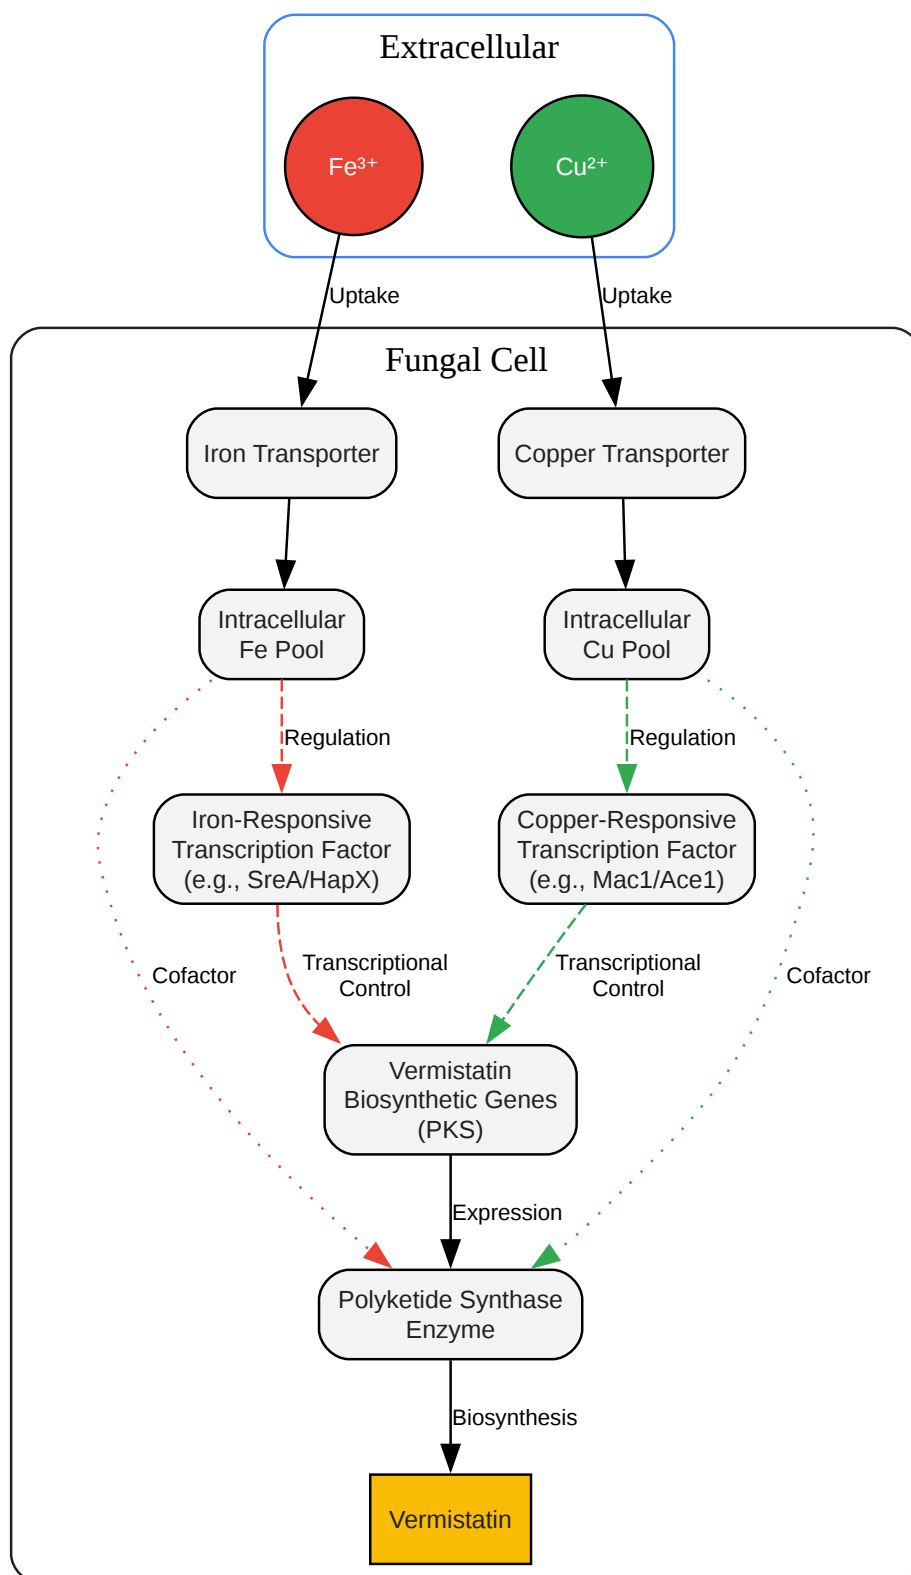 Extracellular
Fe³⁺
Cu²⁺
Uptake
Uptake
Fungal Cell
Iron Transporter
Copper Transporter
Intracellular
Fe Pool
Intracellular
Cu Pool
Regulation
Regulation
Iron-Responsive
Transcription Factor
(e.g., SreA/HapX)
Copper-Responsive
Transcription Factor
(e.g., Mac1/Ace1)
Cofactor
Transcriptional
Control
Transcriptional
Control
Cofactor
Vermistatin
Biosynthetic Genes
(PKS)
Expression
Polyketide Synthase
Enzyme
Biosynthesis
Vermistatin